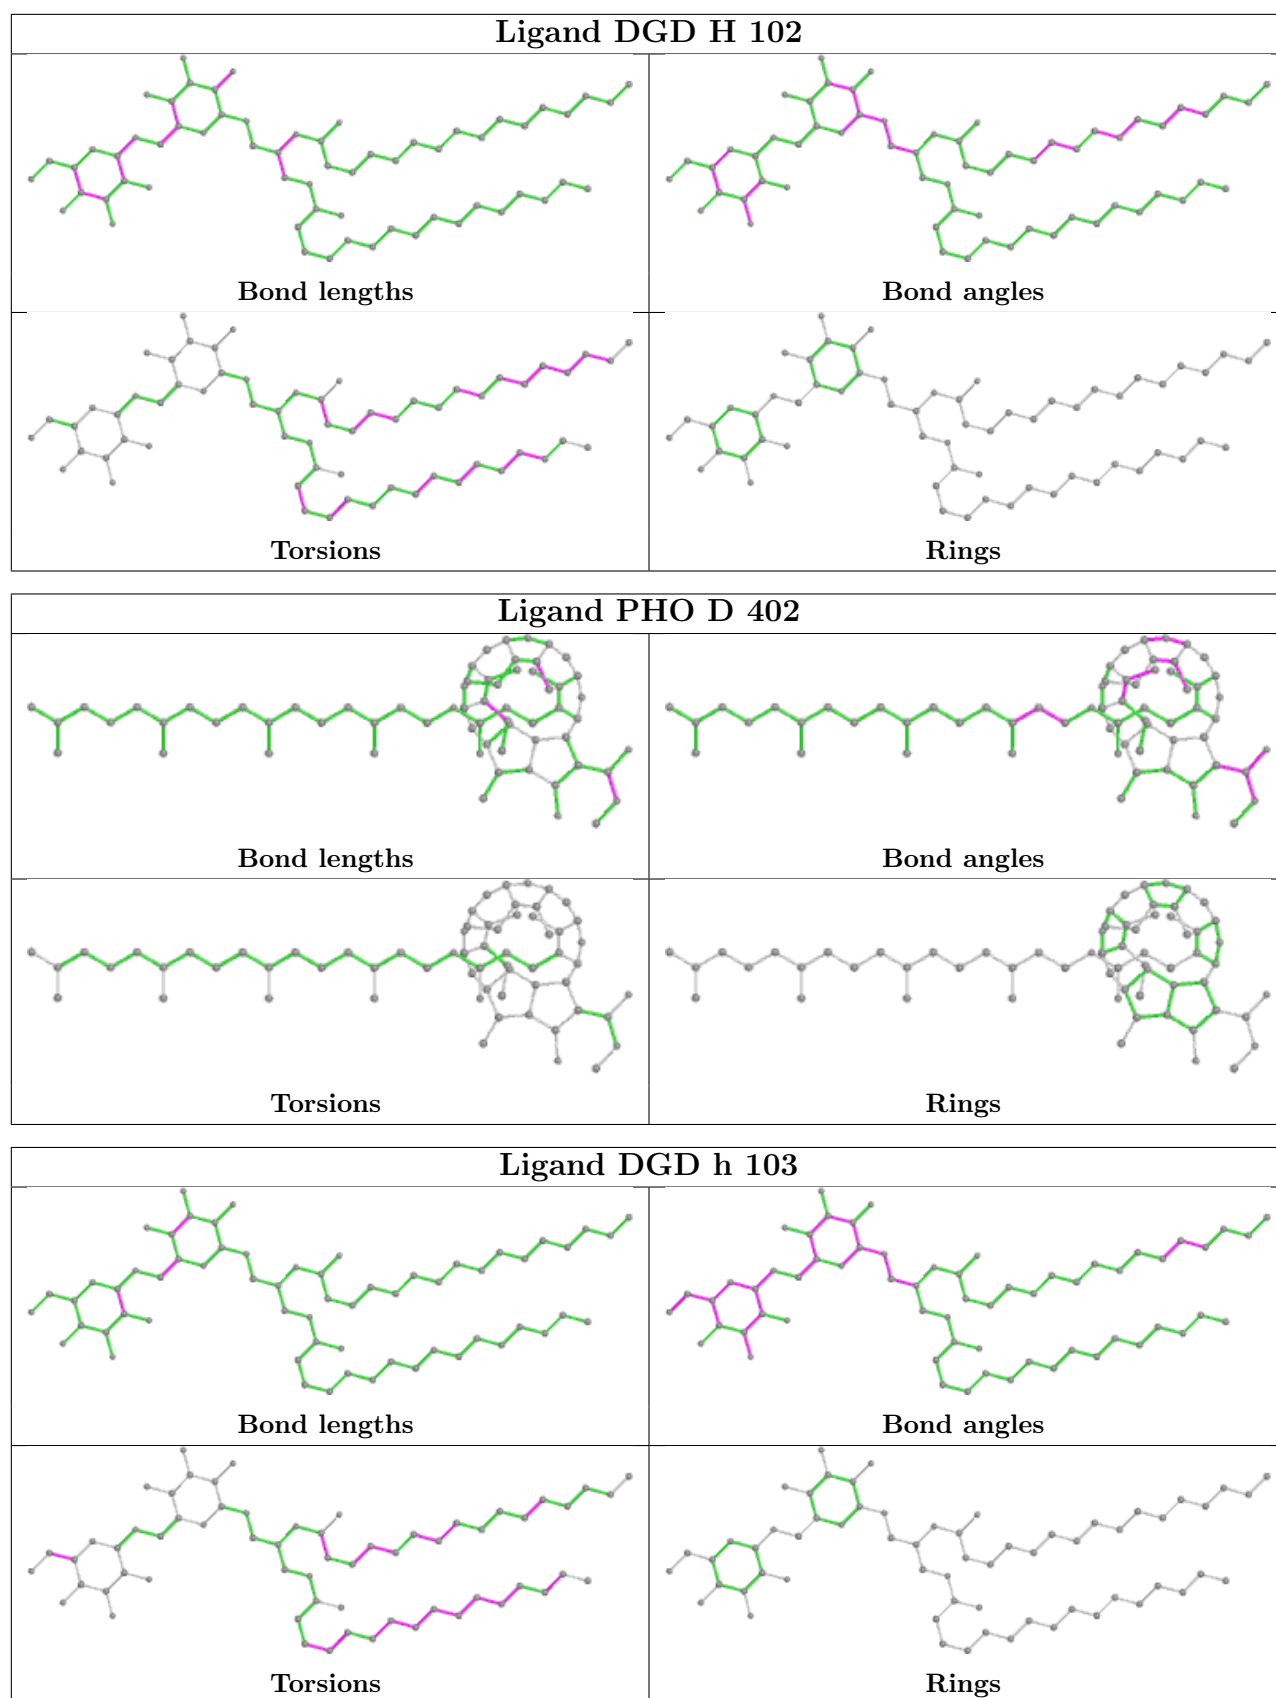 Ligand DGD H 102
Bond lengths
Bond angles
Torsions
Rings
Ligand PHO D 402
Bond lengths
Bond angles
Torsions
Rings
Ligand DGD h 103
Bond lengths
Bond angles
Torsions
Rings